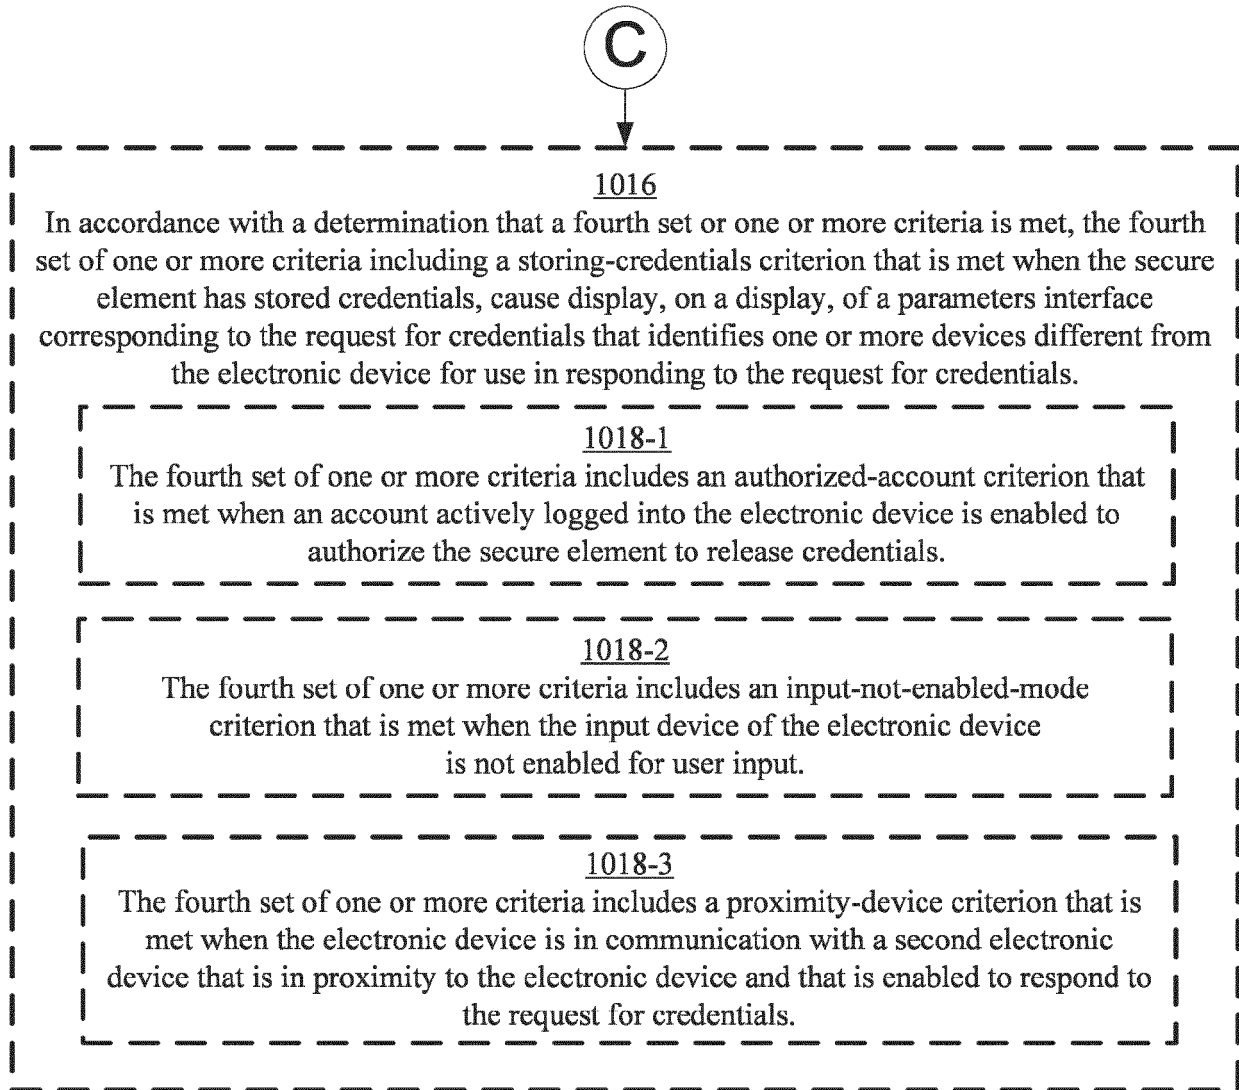 C
1016
In accordance with a determination that a fourth set or one or more criteria is met, the fourth
set of one or more criteria including a storing-credentials criterion that is met when the secure
element has stored credentials, cause display, on a display, of a parameters interface
corresponding to the request for credentials that identifies one or more devices different from
the electronic device for use in responding to the request for credentials.
1018-1
The fourth set of one or more criteria includes an authorized-account criterion that
is met when an account actively logged into the electronic device is enabled to
authorize the secure element to release credentials.
1018-2
The fourth set of one or more criteria includes an input-not-enabled-mode
criterion that is met when the input device of the electronic device
is not enabled for user input.
1018-3
The fourth set of one or more criteria includes a proximity-device criterion that is
met when the electronic device is in communication with a second electronic
device that is in proximity to the electronic device and that is enabled to respond to
the request for credentials.